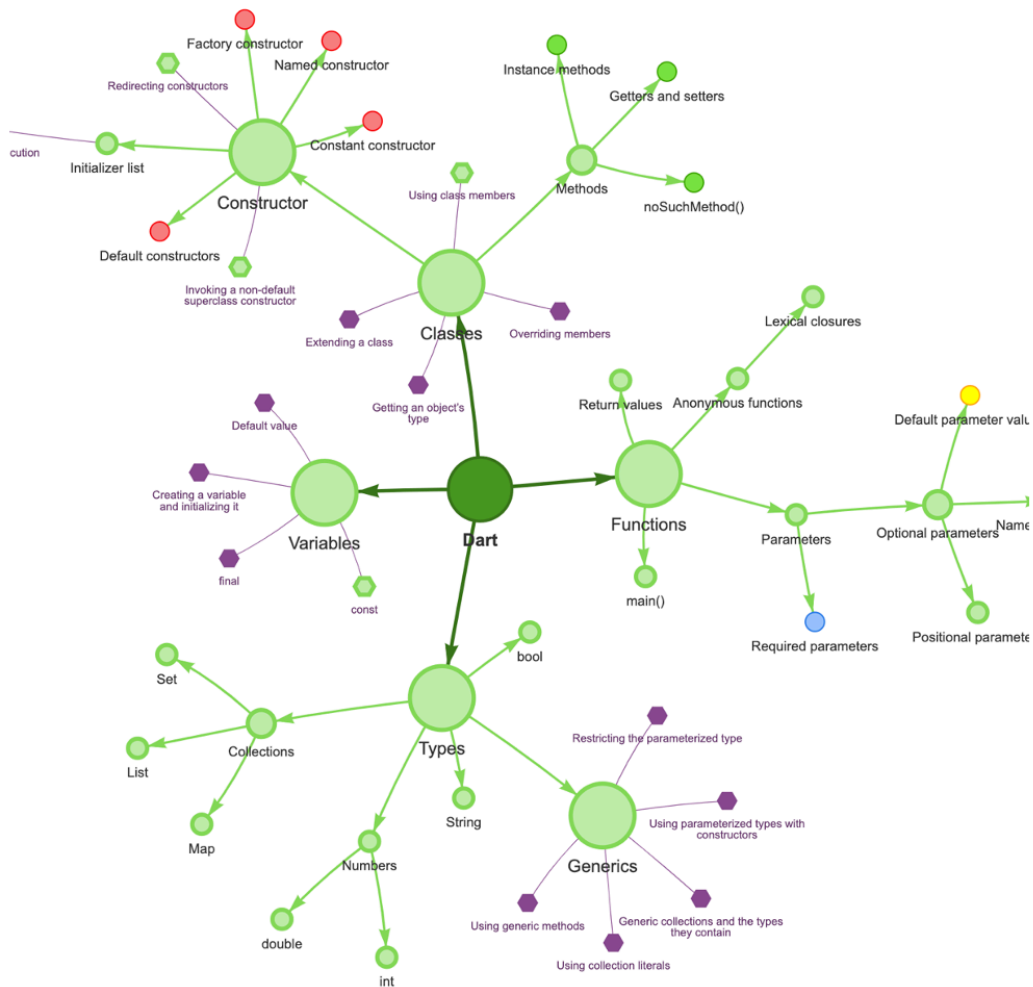 Factory constructor
Named constructor
Redirecting constructors
Constant constructor
cution
Initializer list
Constructor
Default constructors
Invoking a non-default
superclass constructor
Instance methods
Getters and setters
Methods
noSuchMethod()
Using class members
Classes
Overriding members
Extending a class
Getting an object's
type
Lexical closures
Return values
Anonymous functions
Default parameter valu
Default value
Creating a variable
and initializing it
Variables
final
const
Dart
Functions
Parameters
Optional parameters
Name
main()
Required parameters
Positional paramete
bool
Set
Collections
List
Map
Types
String
Numbers
double
int
Restricting the parameterized type
Using parameterized types with
constructors
Generics
Using generic methods
Generic collections and the types
they contain
Using collection literals